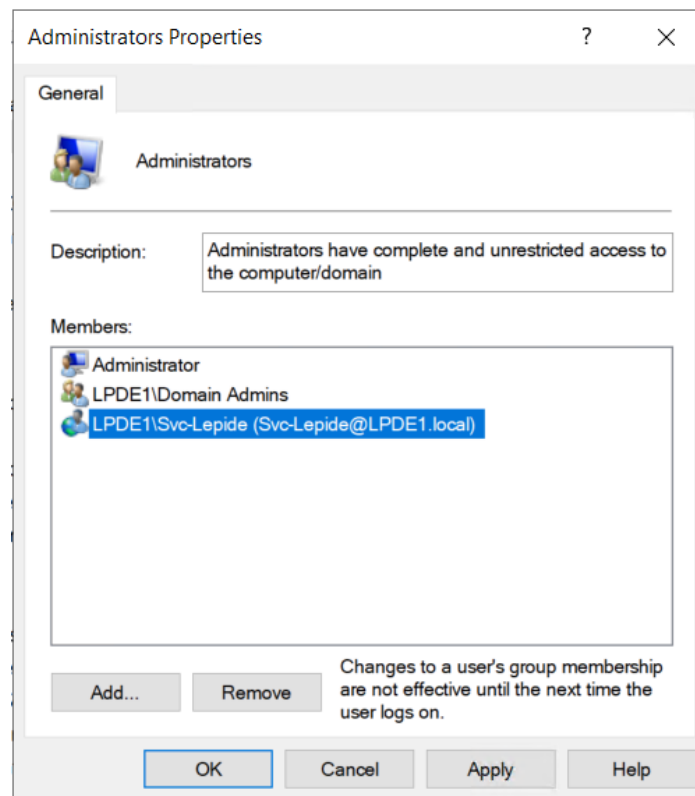 Administrators Properties
?
General
Administrators
Description:
Administrators have complete and unrestricted access to
the computer/domain
Members:
Administrator
LPDE1\Domain Admins
LPDE1\Svc-Lepide (Svc-Lepide@LPDE1.local)
Add...
Remove
Changes to a user's group membership
are not effective until the next time the
user logs on.
OK
Cancel
Apply
Help